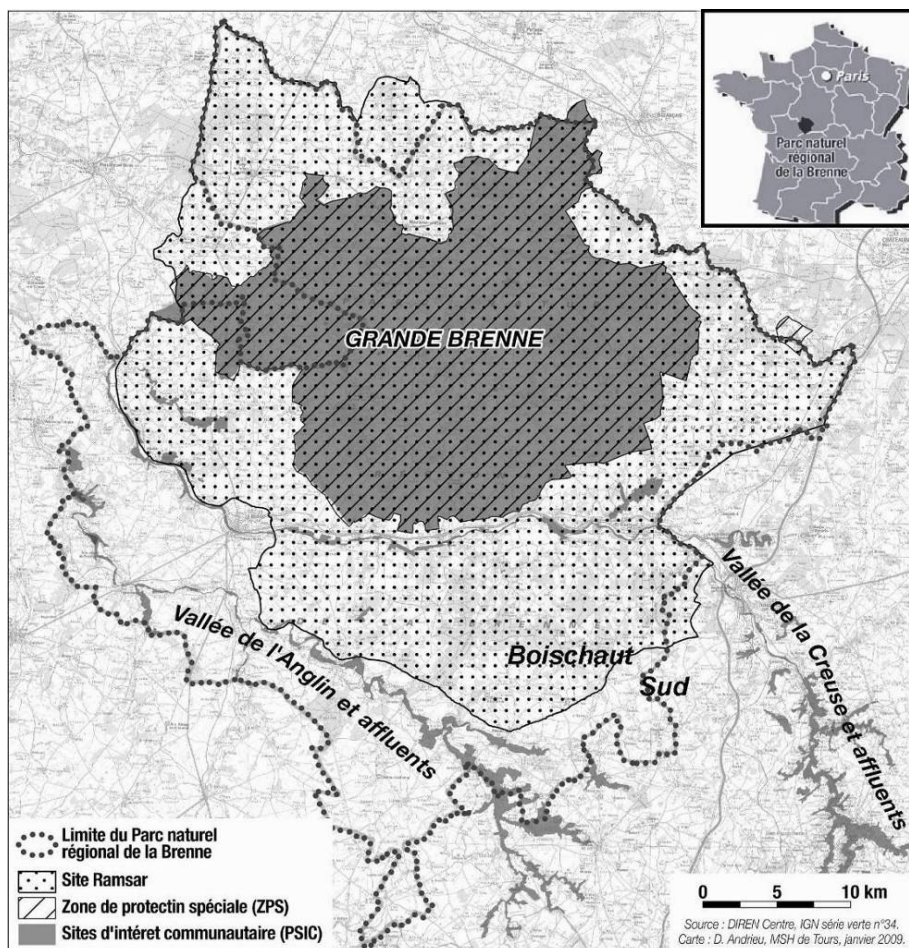 Paris
Parc naturel
régional
de la Brenne
GRANDE BRENNE
Vallée de l'Anglin et affluents
Boischaut
Sud
Vallée de la Creuse et affluents
Limite du Parc naturel
régional de la Brenne
Site Ramsar
Zone de protectin spéciale (ZPS)
Sites d'intéret communautaire (PSIC)
0 5 10 km
Source : DIREN Centre, IGN série verte n°34.
Carte : D. Andrieu, MSH de Tours, janvier 2009.